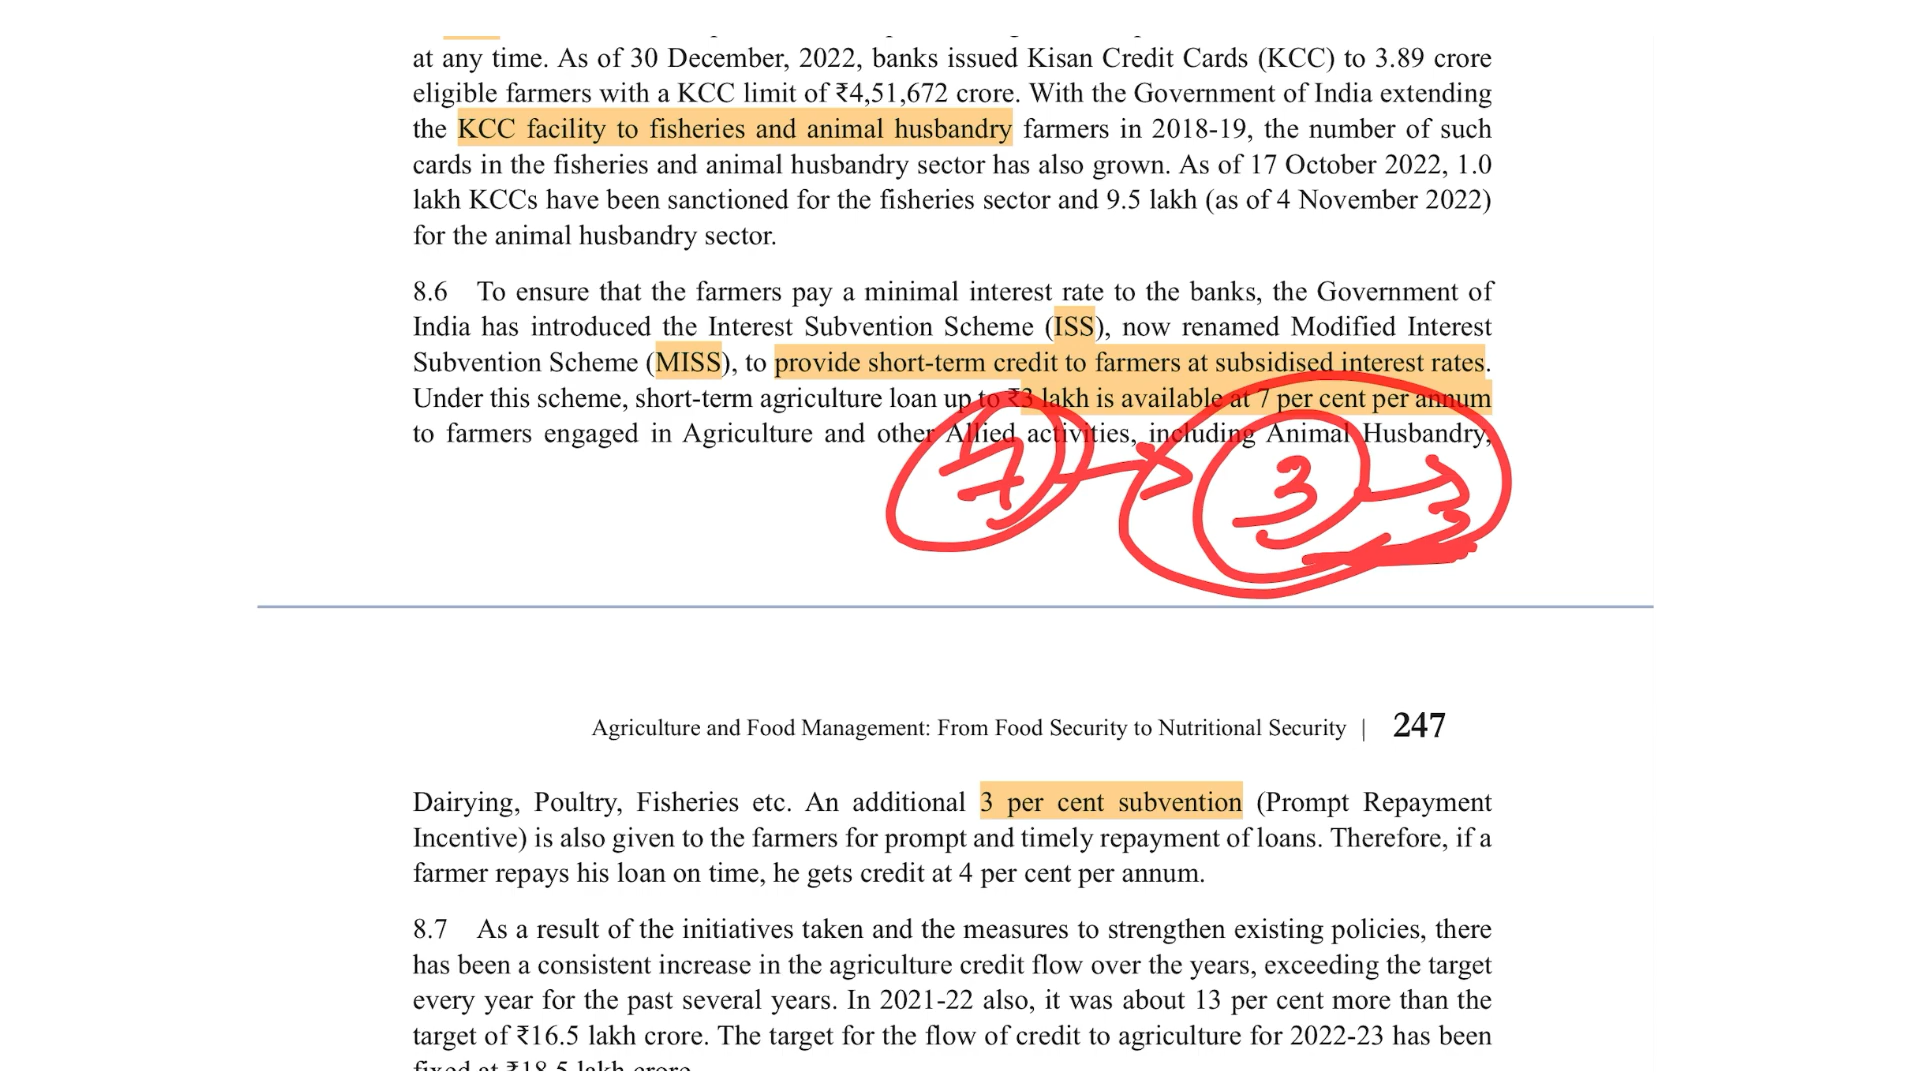 at any time. As of 30 December, 2022, banks issued Kisan Credit Cards (KCC) to 3.89 crore
eligible farmers with a KCC limit of ₹4,51,672 crore. With the Government of India extending
the KCC facility to fisheries and animal husbandry farmers in 2018-19, the number of such
cards in the fisheries and animal husbandry sector has also grown. As of 17 October 2022, 1.0
lakh KCCs have been sanctioned for the fisheries sector and 9.5 lakh (as of 4 November 2022)
for the animal husbandry sector.
8.6 To ensure that the farmers pay a minimal interest rate to the banks, the Government of
India has introduced the Interest Subvention Scheme (ISS), now renamed Modified Interest
Subvention Scheme (MISS), to provide short-term credit to farmers at subsidised interest rates.
Under this scheme, short-term agriculture loan up to ₹3 lakh is available at 7 per cent per annum
to farmers engaged in Agriculture and other Allied activities, including Animal Husbandry,
7 3 3
Agriculture and Food Management: From Food Security to Nutritional Security | 247
Dairying, Poultry, Fisheries etc. An additional 3 per cent subvention (Prompt Repayment
Incentive) is also given to the farmers for prompt and timely repayment of loans. Therefore, if a
farmer repays his loan on time, he gets credit at 4 per cent per annum.
8.7 As a result of the initiatives taken and the measures to strengthen existing policies, there
has been a consistent increase in the agriculture credit flow over the years, exceeding the target
every year for the past several years. In 2021-22 also, it was about 13 per cent more than the
target of ₹16.5 lakh crore. The target for the flow of credit to agriculture for 2022-23 has been
fixed at ₹18.5 lakh crore.